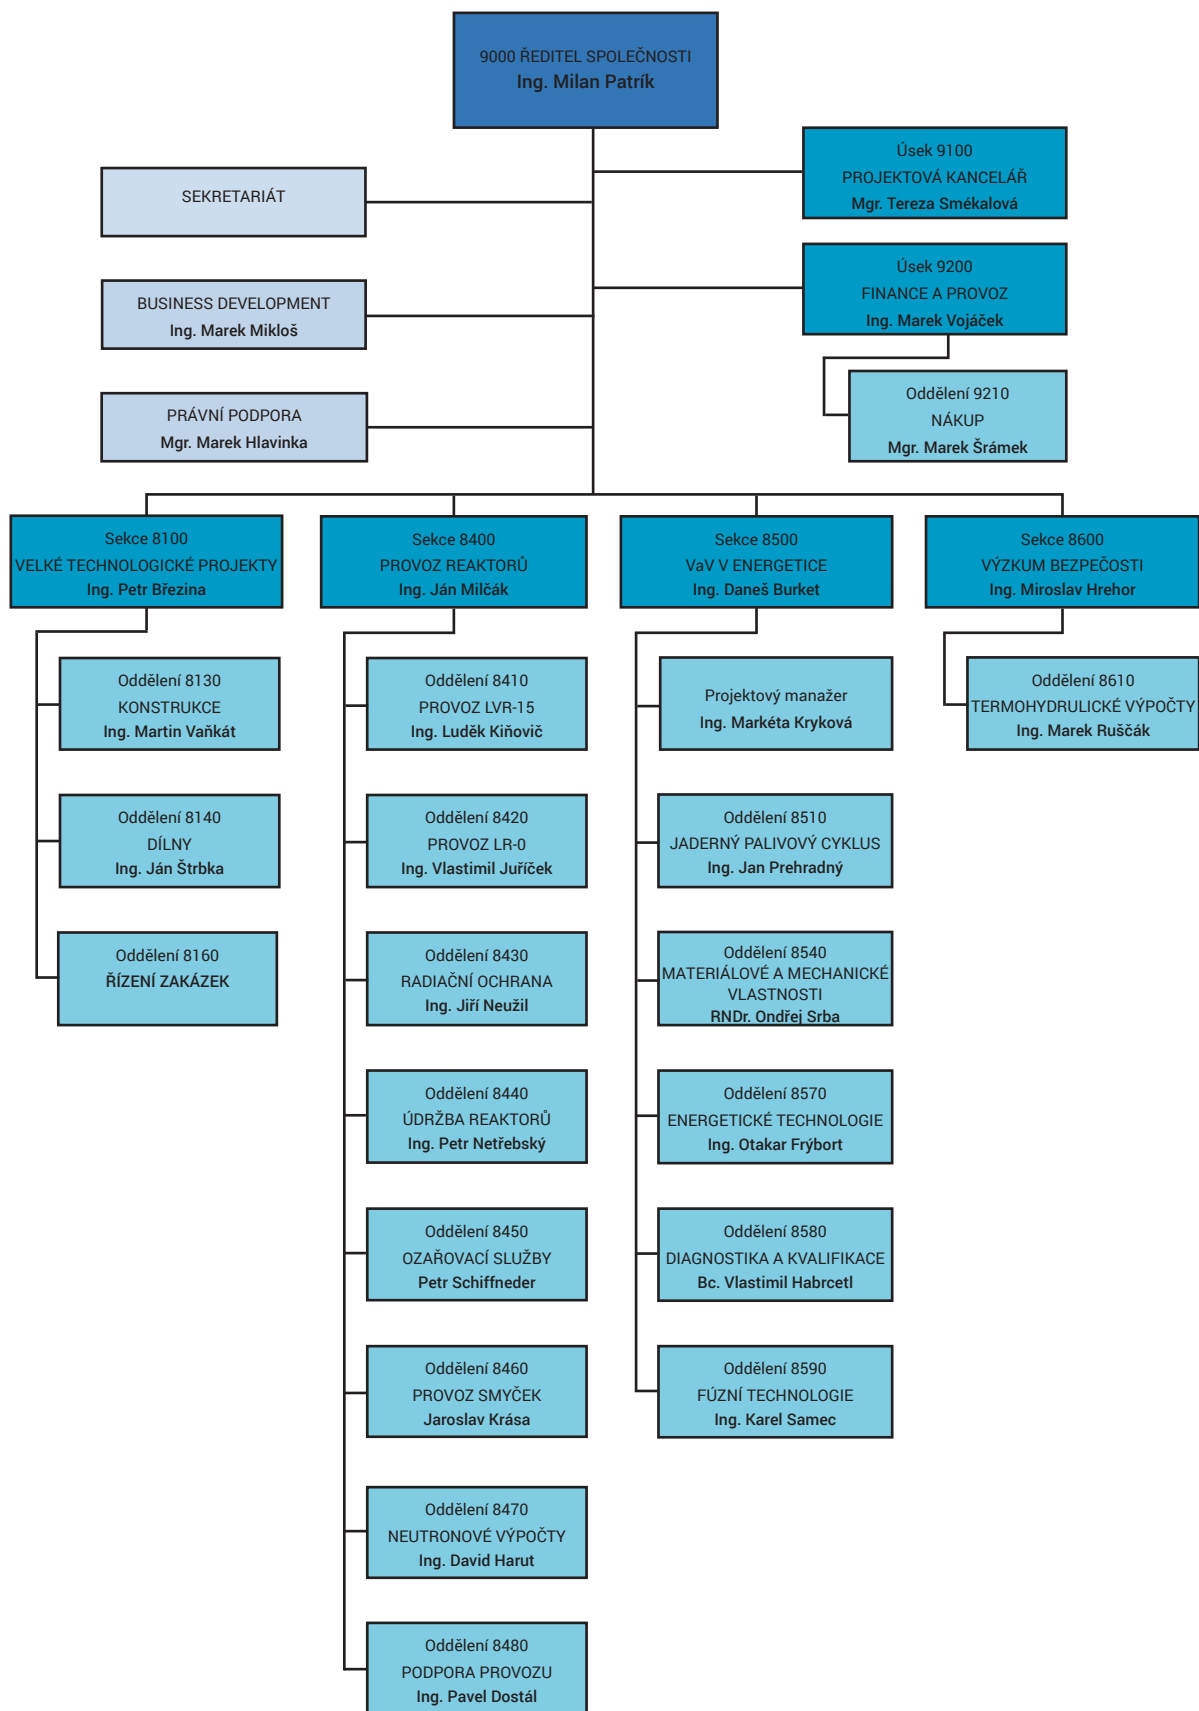 9000 ŘEDITEL SPOLEČNOSTI
Ing. Milan Patrík
Úsek 9100
PROJEKTOVÁ KANCELÁŘ
Mgr. Tereza Smékalová
SEKRETARIÁT
Úsek 9200
FINANCE A PROVOZ
Ing. Marek Vojáček
BUSINESS DEVELOPMENT
Ing. Marek Mikloš
Oddělení 9210
NÁKUP
Mgr. Marek Šrámek
PRÁVNÍ PODPORA
Mgr. Marek Hlavinka
Sekce 8100
VELKÉ TECHNOLOGICKÉ PROJEKTY
Ing. Petr Březina
Oddělení 8130
KONSTRUKCE
Ing. Martin Vaňkát
Oddělení 8140
DÍLNY
Ing. Ján Štrbka
Oddělení 8160
ŘÍZENÍ ZAKÁZEK
Sekce 8400
PROVOZ REAKTORŮ
Ing. Ján Milčák
Oddělení 8410
PROVOZ LVR-15
Ing. Luděk Kiňovič
Oddělení 8420
PROVOZ LR-0
Ing. Vlastimil Juříček
Oddělení 8430
RADIAČNÍ OCHRANA
Ing. Jiří Neužil
Oddělení 8440
ÚDRŽBA REAKTORŮ
Ing. Petr Netřebský
Oddělení 8450
OZAŘOVACÍ SLUŽBY
Petr Schiffneder
Oddělení 8460
PROVOZ SMYČEK
Jaroslav Krása
Oddělení 8470
NEUTRONOVÉ VÝPOČTY
Ing. David Harut
Oddělení 8480
PODPORA PROVOZU
Ing. Pavel Dostál
Sekce 8500
VaV V ENERGETICE
Ing. Daneš Burket
Projektový manažer
Ing. Markéta Kryková
Oddělení 8510
JADERNÝ PALIVOVÝ CYKLUS
Ing. Jan Prehradný
Oddělení 8540
MATERIÁLOVÉ A MECHANICKÉ
VLASTNOSTI
RNDr. Ondřej Srba
Oddělení 8570
ENERGETICKÉ TECHNOLOGIE
Ing. Otakar Frýbort
Oddělení 8580
DIAGNOSTIKA A KVALIFIKACE
Bc. Vlastimil Habrcetl
Oddělení 8590
FÚZNÍ TECHNOLOGIE
Ing. Karel Samec
Sekce 8600
VÝZKUM BEZPEČOSTI
Ing. Miroslav Hrehor
Oddělení 8610
TERMOHYDRULICKÉ VÝPOČTY
Ing. Marek Ruščák